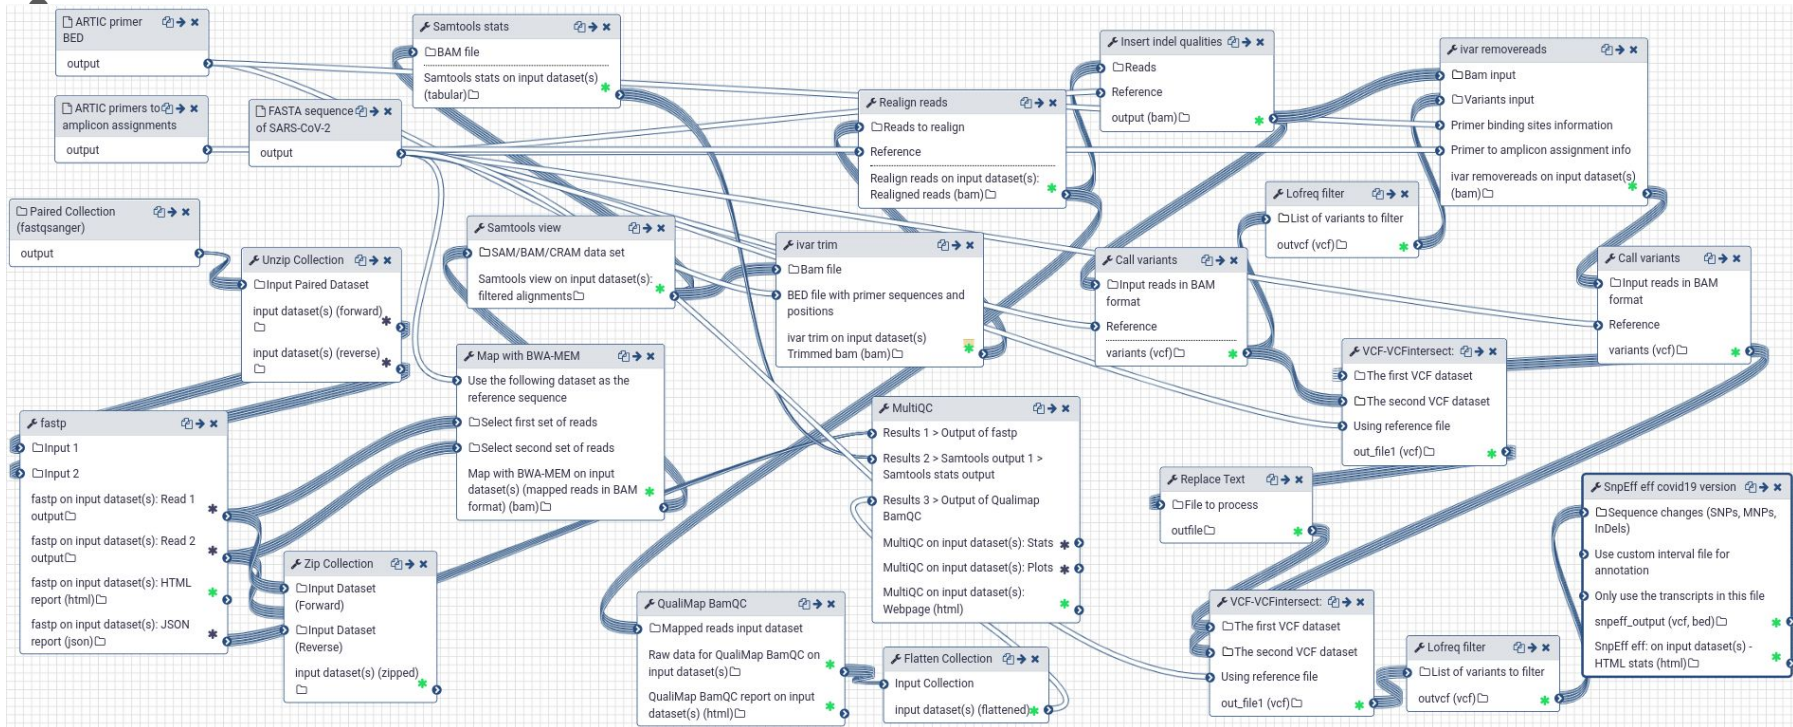 ARTIC primer
BED
output
ARTIC primers to
amplicon assignments
output
FASTA sequence
of SARS-CoV-2
output
Samtools stats
BAM file
Samtools stats on input dataset(s)
(tabular)
Realign reads
Reads to realign
Reference
Realign reads on input dataset(s):
Realigned reads (bam)
Insert indel qualities
Reads
Reference
output (bam)
ivar removereads
Bam input
Variants input
Primer binding sites information
Primer to amplicon assignment info
ivar removereads on input dataset(s)
(bam)
Lofreq filter
List of variants to filter
outvcf (vcf)
Paired Collection
(fastqsanger)
output
Unzip Collection
Input Paired Dataset
input dataset(s) (forward)
input dataset(s) (reverse)
Samtools view
SAM/BAM/CRAM data set
Samtools view on input dataset(s):
filtered alignments
ivar trim
Bam file
BED file with primer sequences and
positions
ivar trim on input dataset(s)
Trimmed bam (bam)
Call variants
Input reads in BAM
format
Reference
variants (vcf)
Call variants
Input reads in BAM
format
Reference
variants (vcf)
VCF-VCFintersect:
The first VCF dataset
The second VCF dataset
Using reference file
out_file1 (vcf)
Map with BWA-MEM
Use the following dataset as the
reference sequence
Select first set of reads
Select second set of reads
Map with BWA-MEM on input
dataset(s) (mapped reads in BAM
format) (bam)
fastp
Input 1
Input 2
fastp on input dataset(s): Read 1
output
fastp on input dataset(s): Read 2
output
fastp on input dataset(s): HTML
report (html)
fastp on input dataset(s): JSON
report (json)
Zip Collection
Input Dataset
(Forward)
Input Dataset
(Reverse)
input dataset(s) (zipped)
MultiQC
Results 1 > Output of fastp
Results 2 > Samtools output 1 >
Samtools stats output
Results 3 > Output of Qualimap
BamQC
MultiQC on input dataset(s): Stats
MultiQC on input dataset(s): Plots
MultiQC on input dataset(s):
Webpage (html)
QualiMap BamQC
Mapped reads input dataset
Raw data for QualiMap BamQC on
input dataset(s)
QualiMap BamQC report on input
dataset(s) (html)
Flatten Collection
Input Collection
input dataset(s) (flattened)
Replace Text
File to process
outfile
VCF-VCFintersect:
The first VCF dataset
The second VCF dataset
Using reference file
out_file1 (vcf)
Lofreq filter
List of variants to filter
outvcf (vcf)
SnpEff eff covid19 version
Sequence changes (SNPs, MNPs,
InDels)
Use custom interval file for
annotation
Only use the transcripts in this file
snpeff_output (vcf, bed)
SnpEff eff: on input dataset(s) -
HTML stats (html)